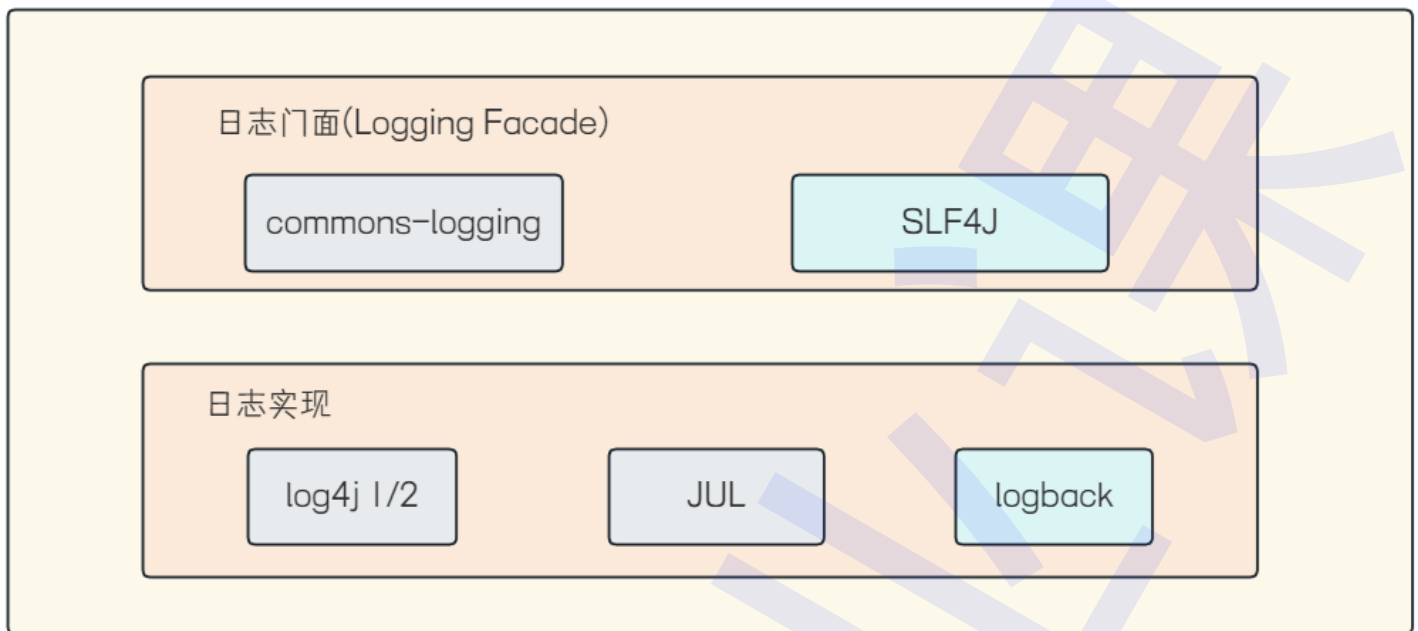 日志门面(Logging Facade)
commons-logging
SLF4J
日志实现
log4j 1/2
JUL
logback